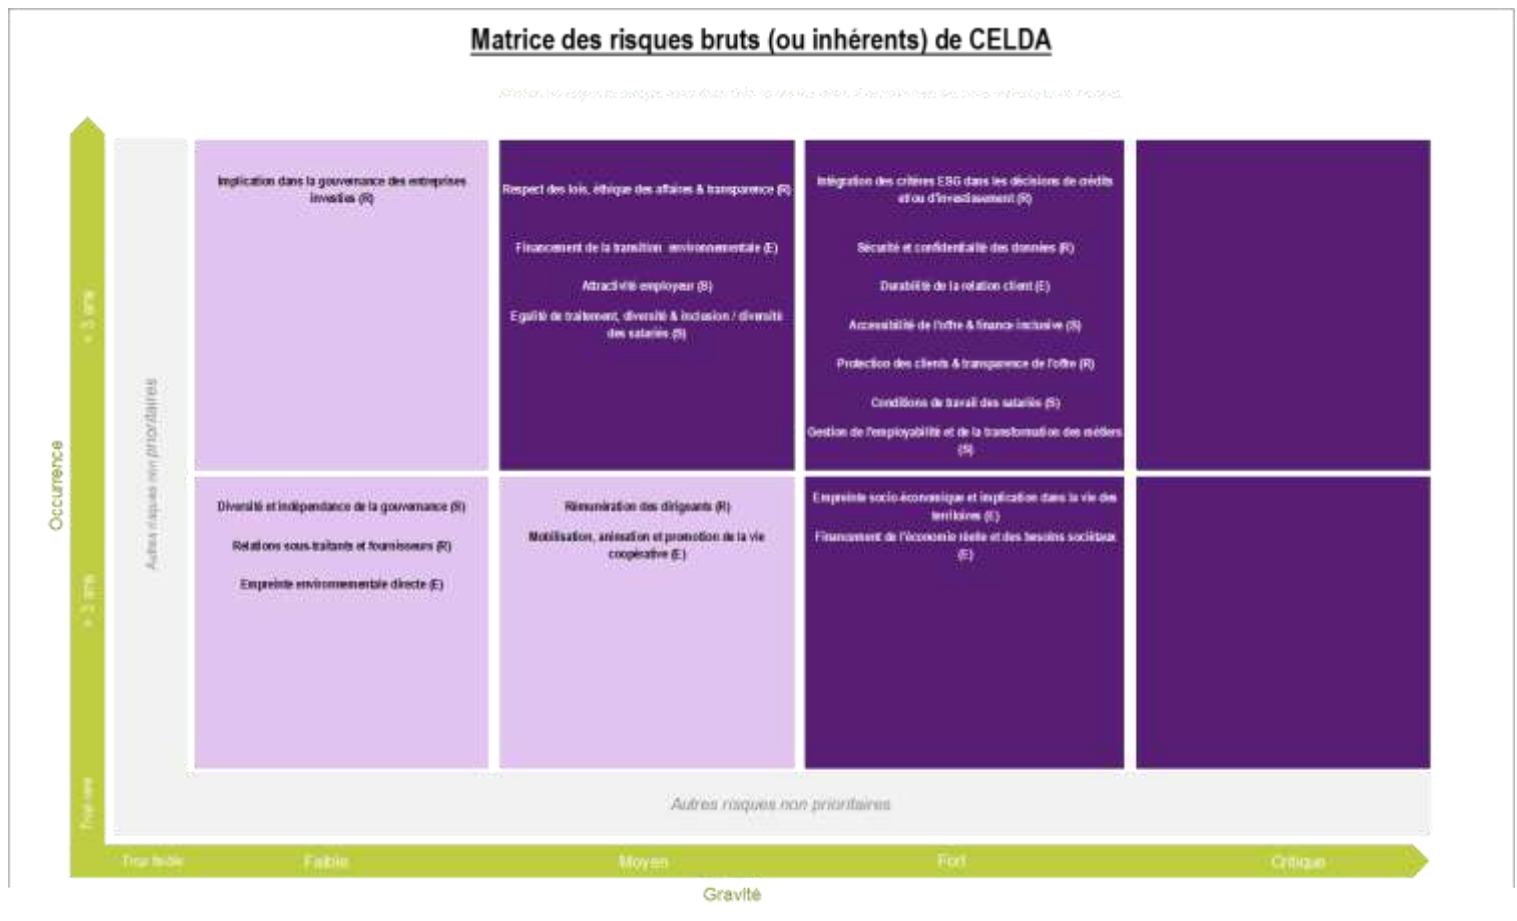 Matrice des risques bruts (ou inhérents) de CELDA
Implication dans la gouvernance des entreprises
investies (R)
Respect des lois, éthique des affaires & transparence (R)
Financement de la transition environnementale (E)
Attractivité employeur (S)
Egalité de traitement, diversité & inclusion / diversité
des salariés (S)
Intégration des critères ESG dans les décisions de crédits
et/ou d'investissement (R)
Sécurité et confidentialité des données (R)
Durabilité de la relation client (E)
Accessibilité de l'offre & finance inclusive (S)
Protection des clients & transparence de l'offre (R)
Conditions de travail des salariés (S)
Gestion de l'employabilité et de la transformation des métiers
(S)
Diversité et indépendance de la gouvernance (R)
Relations sous-traitants et fournisseurs (R)
Empreinte environnementale directe (E)
Rémunération des dirigeants (R)
Mobilisation, animation et promotion de la vie
coopérative (E)
Empreinte socio-économique et implication dans la vie des
territoires (E)
Financement de l'économie réelle et des besoins sociétaux
(E)
Occurrence
ans
ans
Trop rare
Autres risques non prioritaires
Autres risques non prioritaires
Trop faible
Faible
Moyen
Fort
Critique
Gravité